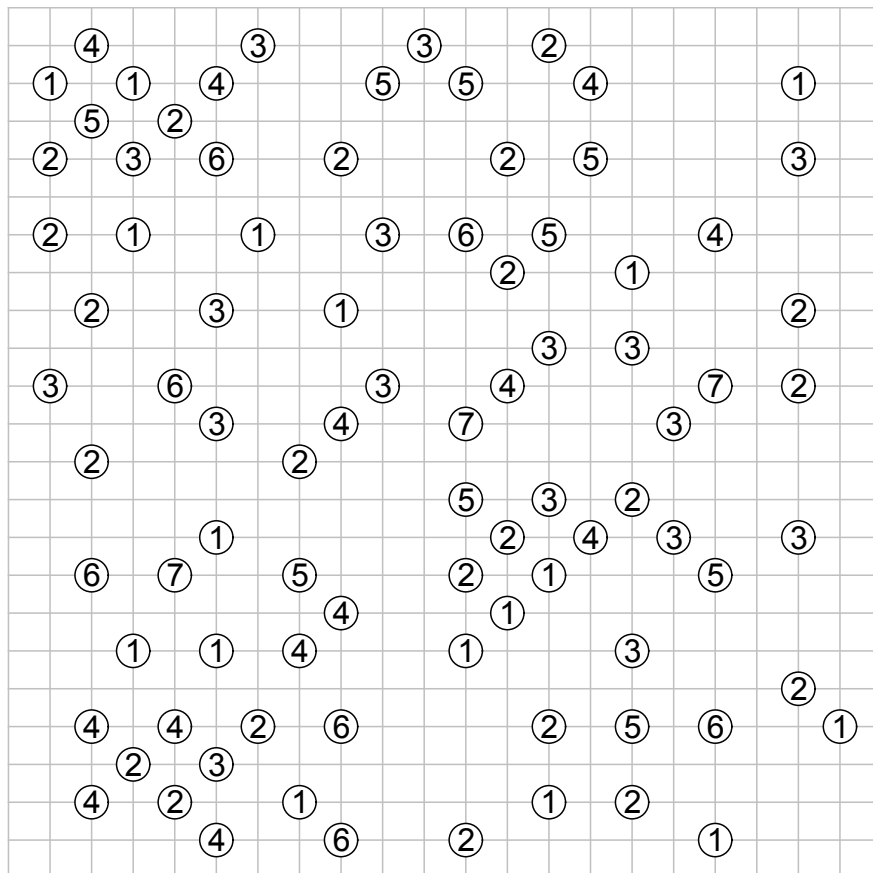 4 3 3 2
1 1 4 5 5 4 1
5 2
2 3 6 2 2 5 3
2 1 1 3 6 5 4
2 1
2 3 1 2
3 3
3 6 3 4 7 2
3 4 7 3
2 2
5 3 2
1 2 4 3 3
6 7 5 2 1 5
4 1
1 1 4 1 3
2
4 4 2 6 2 5 6 1
2 3
4 2 1 1 2
4 6 2 1